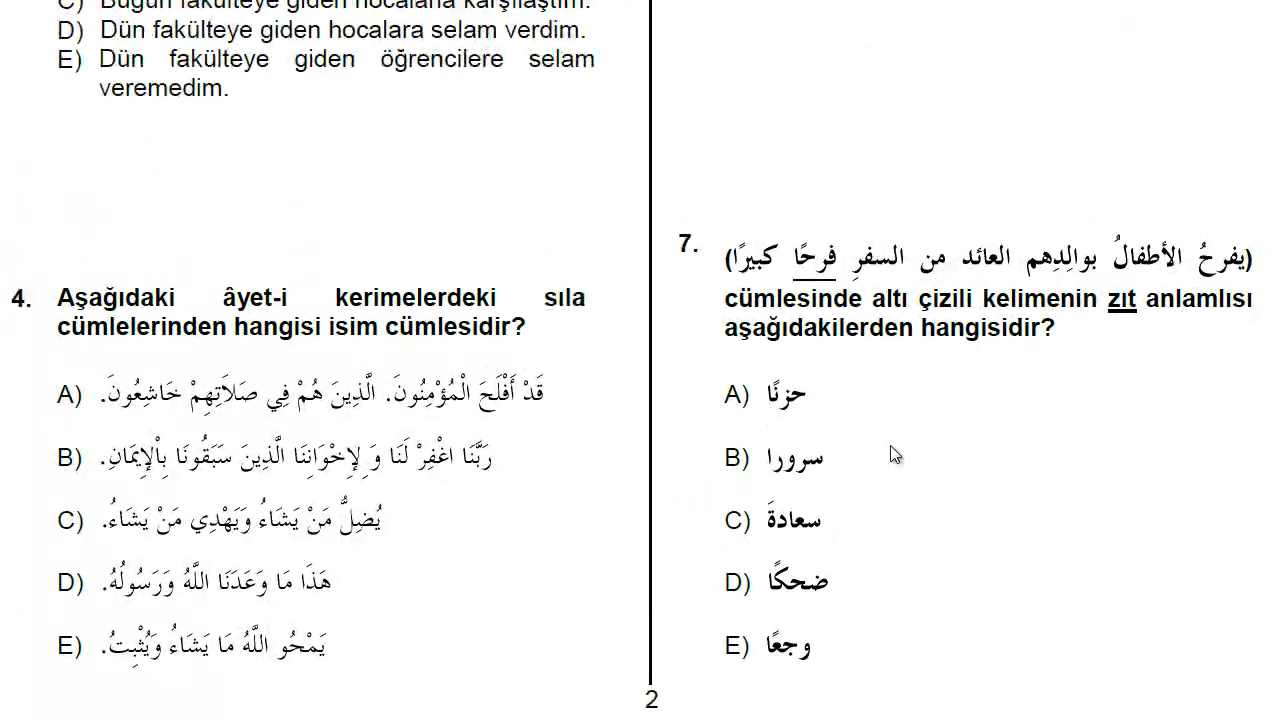 C) Bugün fakülteye giden hocalarla karşılaştım.
D) Dün fakülteye giden hocalara selam verdim.
E) Dün fakülteye giden öğrencilere selam
veremedim.
4. Aşağıdaki âyet-i kerimelerdeki sıla
cümlelerinden hangisi isim cümlesidir?
A) قَدْ أَفْلَحَ الْمُؤْمِنُونَ. الَّذِينَ هُمْ فِي صَلَاتِهِمْ خَاشِعُونَ.
B) رَبَّنَا اغْفِرْ لَنَا وَ لِإِخْوَانِنَا الَّذِينَ سَبَقُونَا بِاْلإِيمَانِ.
C) يُضِلُّ مَنْ يَشَاءُ وَيَهْدِي مَنْ يَشَاءُ.
D) هَذَا مَا وَعَدَنَا اللَّهُ وَرَسُولُهُ.
E) يَمْحُو اللَّهُ مَا يَشَاءُ وَيُثْبِتُ.
7. (يفرحُ الأطفالُ بوالِدِهم العائد من السفرِ فرحًا كبيرًا)
cümlesinde altı çizili kelimenin zıt anlamlısı
aşağıdakilerden hangisidir?
A) حزنًا
B) سرورا
C) سعادةَ
D) ضحكًا
E) وجعًا
2